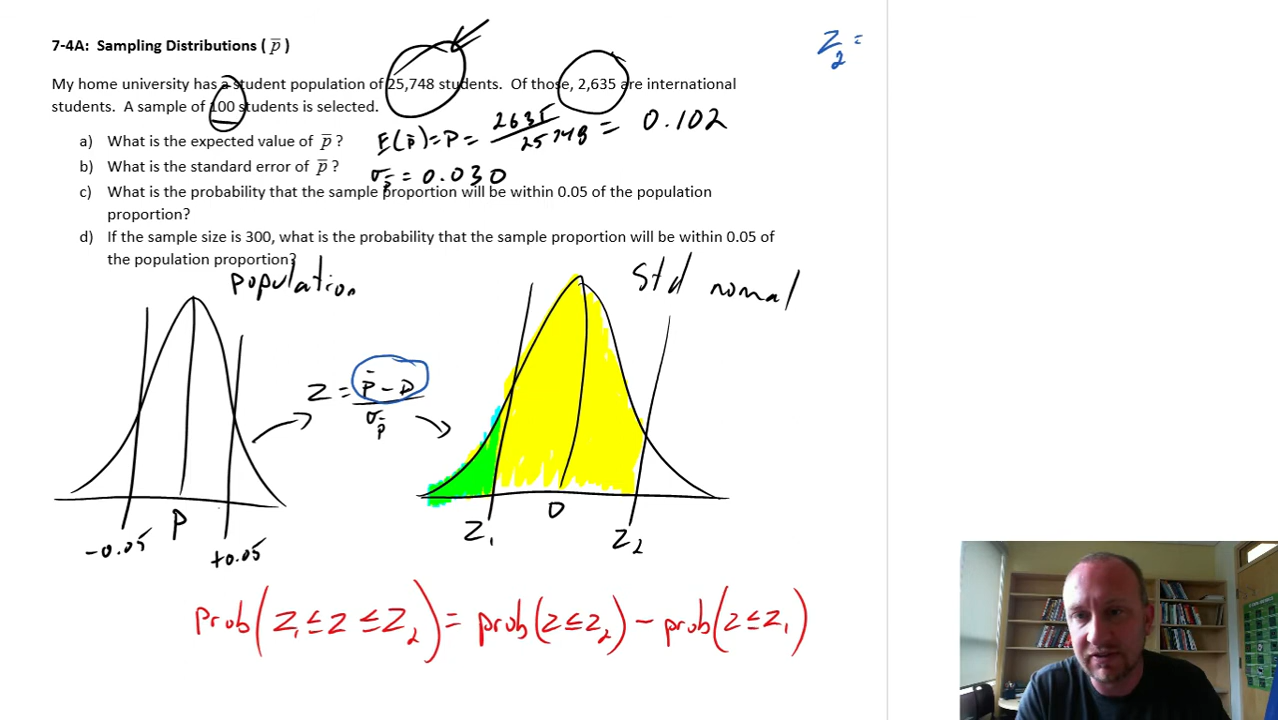 7-4A: Sampling Distributions ( p̅ )
Z₂ =
My home university has a student population of 25,748 students. Of those, 2,635 are international
students. A sample of 100 students is selected.
a) What is the expected value of p̅ ? E(p̅) = P = 2635 / 25748 = 0.102
b) What is the standard error of p̅ ? σp̅ = 0.030
c) What is the probability that the sample proportion will be within 0.05 of the population
proportion?
d) If the sample size is 300, what is the probability that the sample proportion will be within 0.05 of
the population proportion?
population
Std normal
Z = p̅ - p / σp̅
-0.05 P +0.05
Z₁ 0 Z₂
Prob(Z₁ ≤ Z ≤ Z₂) = prob(Z ≤ Z₂) - prob(Z ≤ Z₁)